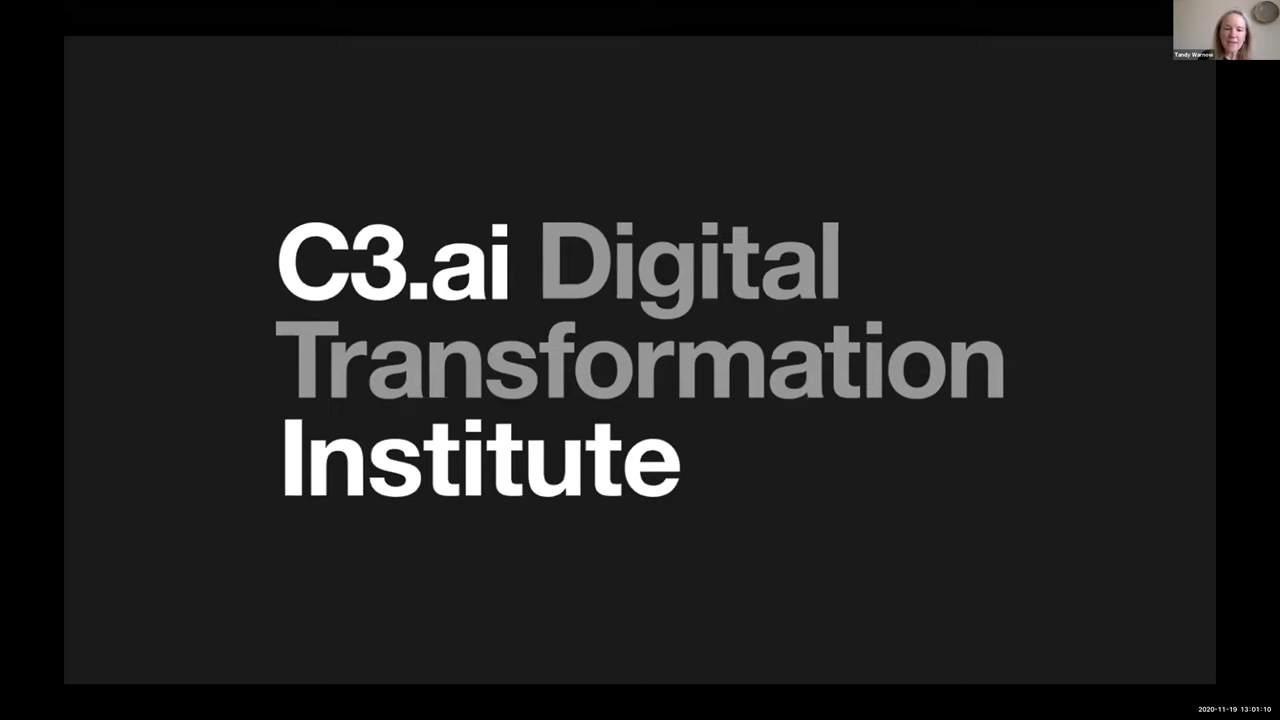 Tandy Warnow
C3.ai Digital
Transformation
Institute
2020-11-19 13:01:10